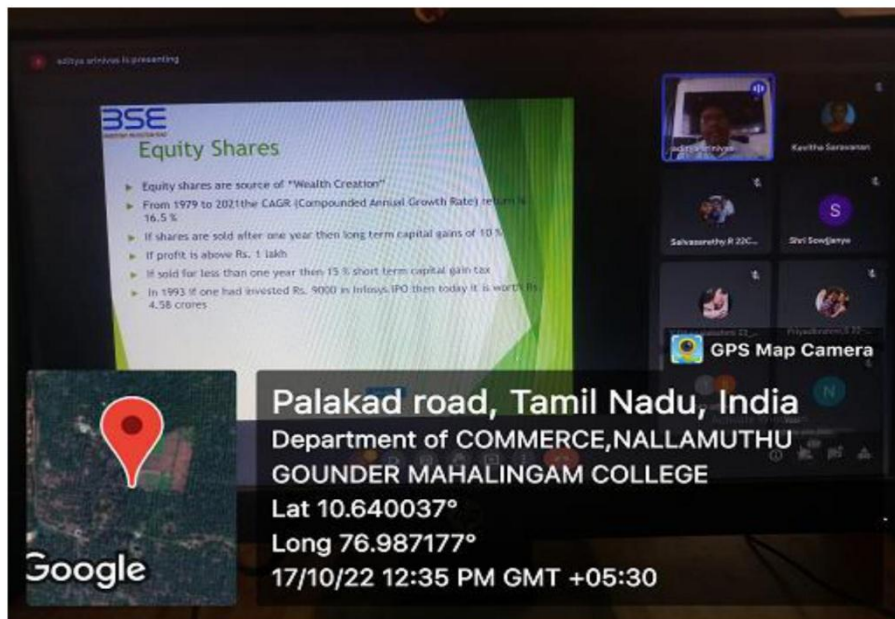 aditya srinivas is presenting
BSE
Equity Shares
Equity shares are source of "Wealth Creation"
From 1979 to 2021the CAGR (Compounded Annual Growth Rate) return is
16.5 %
If shares are sold after one year then long term capital gains of 10 %
If profit is above Rs. 1 lakh
If sold for less than one year then 15 % short term capital gain tax
In 1993 if one had invested Rs. 9000 in Infosys IPO then today it is worth Rs
4.58 crores
aditya srinivas
Kavitha Saravanan
Saivasarathy R 22C...
S
Shri Sowjanya
N
GPS Map Camera
Google
Palakad road, Tamil Nadu, India
Department of COMMERCE,NALLAMUTHU
GOUNDER MAHALINGAM COLLEGE
Lat 10.640037°
Long 76.987177°
17/10/22 12:35 PM GMT +05:30